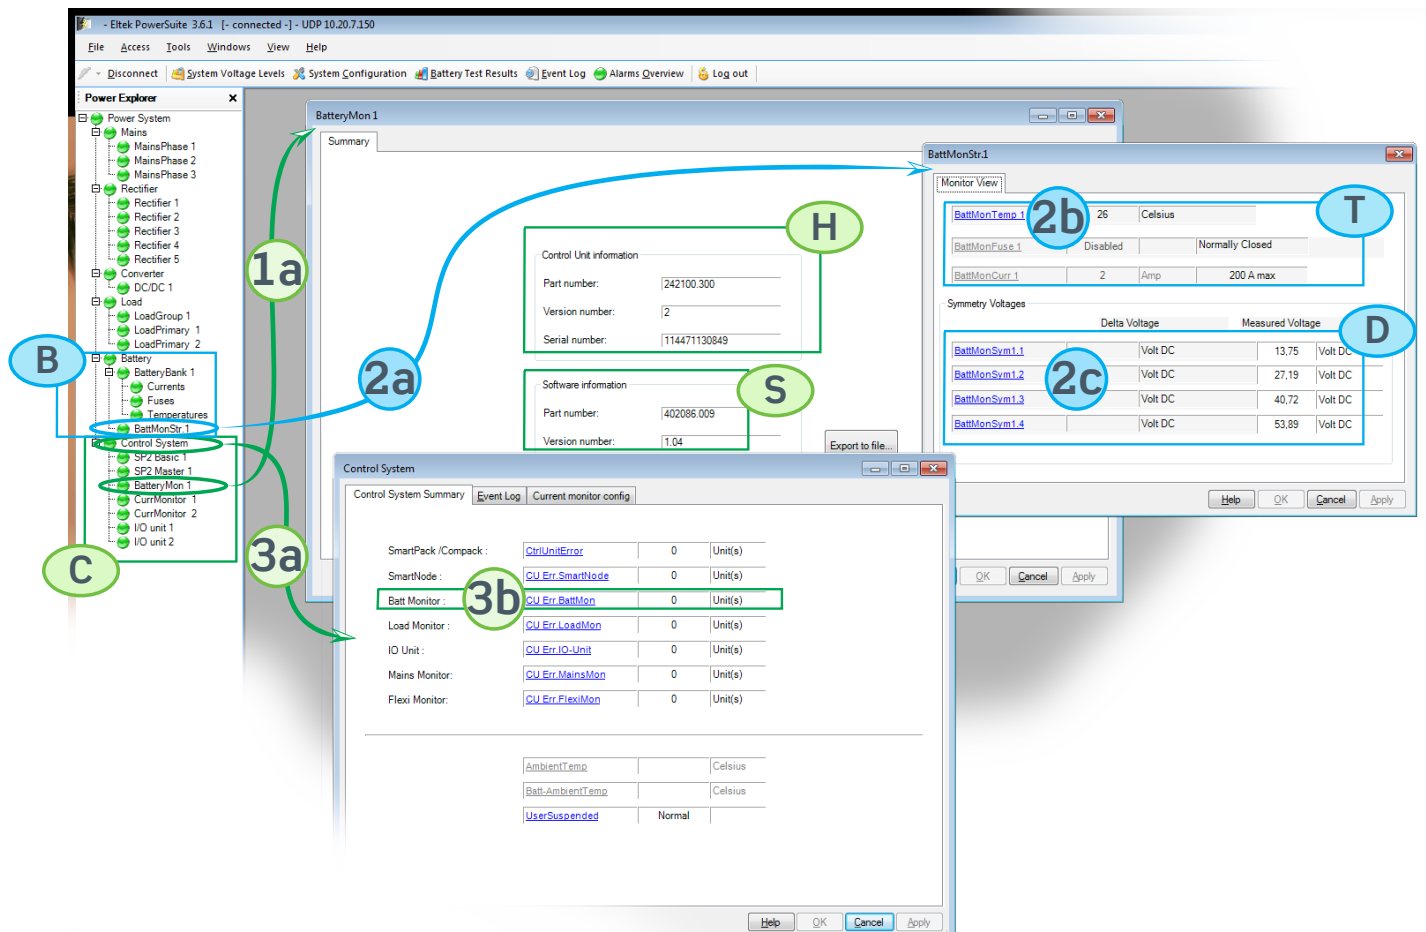 - Eltek PowerSuite 3.6.1 [- connected -] - UDP 10.20.7.150
File Access Tools Windows View Help
Disconnect System Voltage Levels System Configuration Battery Test Results Event Log Alarms Overview Log out
Power Explorer
Power System
Mains
MainsPhase 1
MainsPhase 2
MainsPhase 3
Rectifier
Rectifier 1
Rectifier 2
Rectifier 3
Rectifier 4
Rectifier 5
Converter
DC/DC 1
Load
LoadGroup 1
LoadPrimary 1
LoadPrimary 2
B
Battery
BatteryBank 1
Currents
Fuses
Temperatures
BattMonStr.1
Control System
SP2 Basic 1
SP2 Master 1
BatteryMon 1
CurrMonitor 1
CurrMonitor 2
I/O unit 1
I/O unit 2
C
1a
2a
3a
BatteryMon 1
Summary
H
Control Unit information
Part number: 242100.300
Version number: 2
Serial number: 114471130849
S
Software information
Part number: 402086.009
Version number: 1.04
Export to file...
OK Cancel Apply
BattMonStr.1
Monitor View
2b
T
BattMonTemp 1 26 Celsius
BattMonFuse 1 Disabled Normally Closed
BattMonCurr 1 2 Amp 200 A max
Symmetry Voltages
Delta Voltage Measured Voltage
D
2c
BattMonSym1.1 Volt DC 13,75 Volt DC
BattMonSym1.2 Volt DC 27,19 Volt DC
BattMonSym1.3 Volt DC 40,72 Volt DC
BattMonSym1.4 Volt DC 53,89 Volt DC
Help OK Cancel Apply
Control System
Control System Summary Event Log Current monitor config
SmartPack /Compack : CtrlUnitError 0 Unit(s)
SmartNode : CU Err.SmartNode 0 Unit(s)
3b
Batt Monitor : CU Err.BattMon 0 Unit(s)
Load Monitor : CU Err.LoadMon 0 Unit(s)
IO Unit : CU Err.IO-Unit 0 Unit(s)
Mains Monitor: CU Err.MainsMon 0 Unit(s)
Flexi Monitor: CU Err.FlexiMon 0 Unit(s)
AmbientTemp Celsius
Batt-AmbientTemp Celsius
UserSuspended Normal
Help OK Cancel Apply